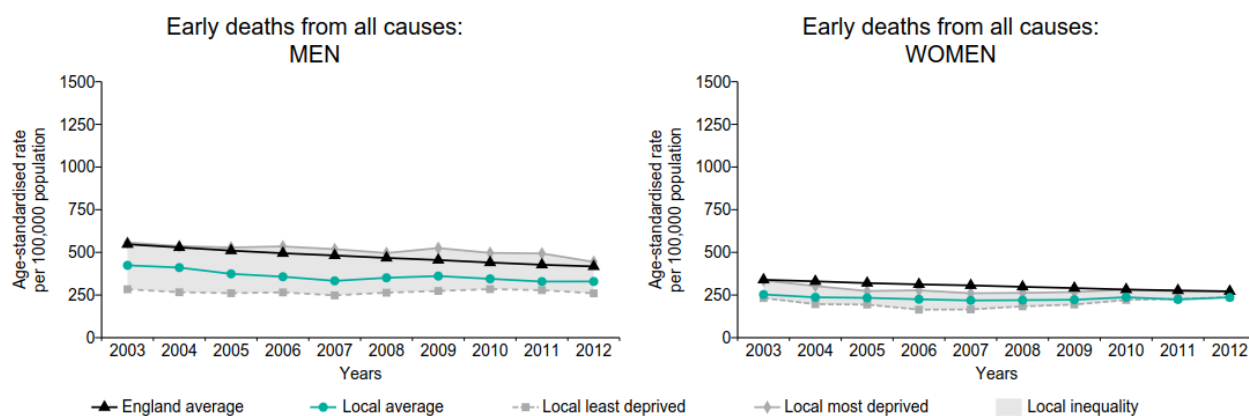 Early deaths from all causes:
MEN
Age-standardised rate
per 100,000 population
1500
1250
1000
750
500
250
0
2003 2004 2005 2006 2007 2008 2009 2010 2011 2012
Years
Early deaths from all causes:
WOMEN
Age-standardised rate
per 100,000 population
1500
1250
1000
750
500
250
0
2003 2004 2005 2006 2007 2008 2009 2010 2011 2012
Years
England average Local average Local least deprived Local most deprived Local inequality